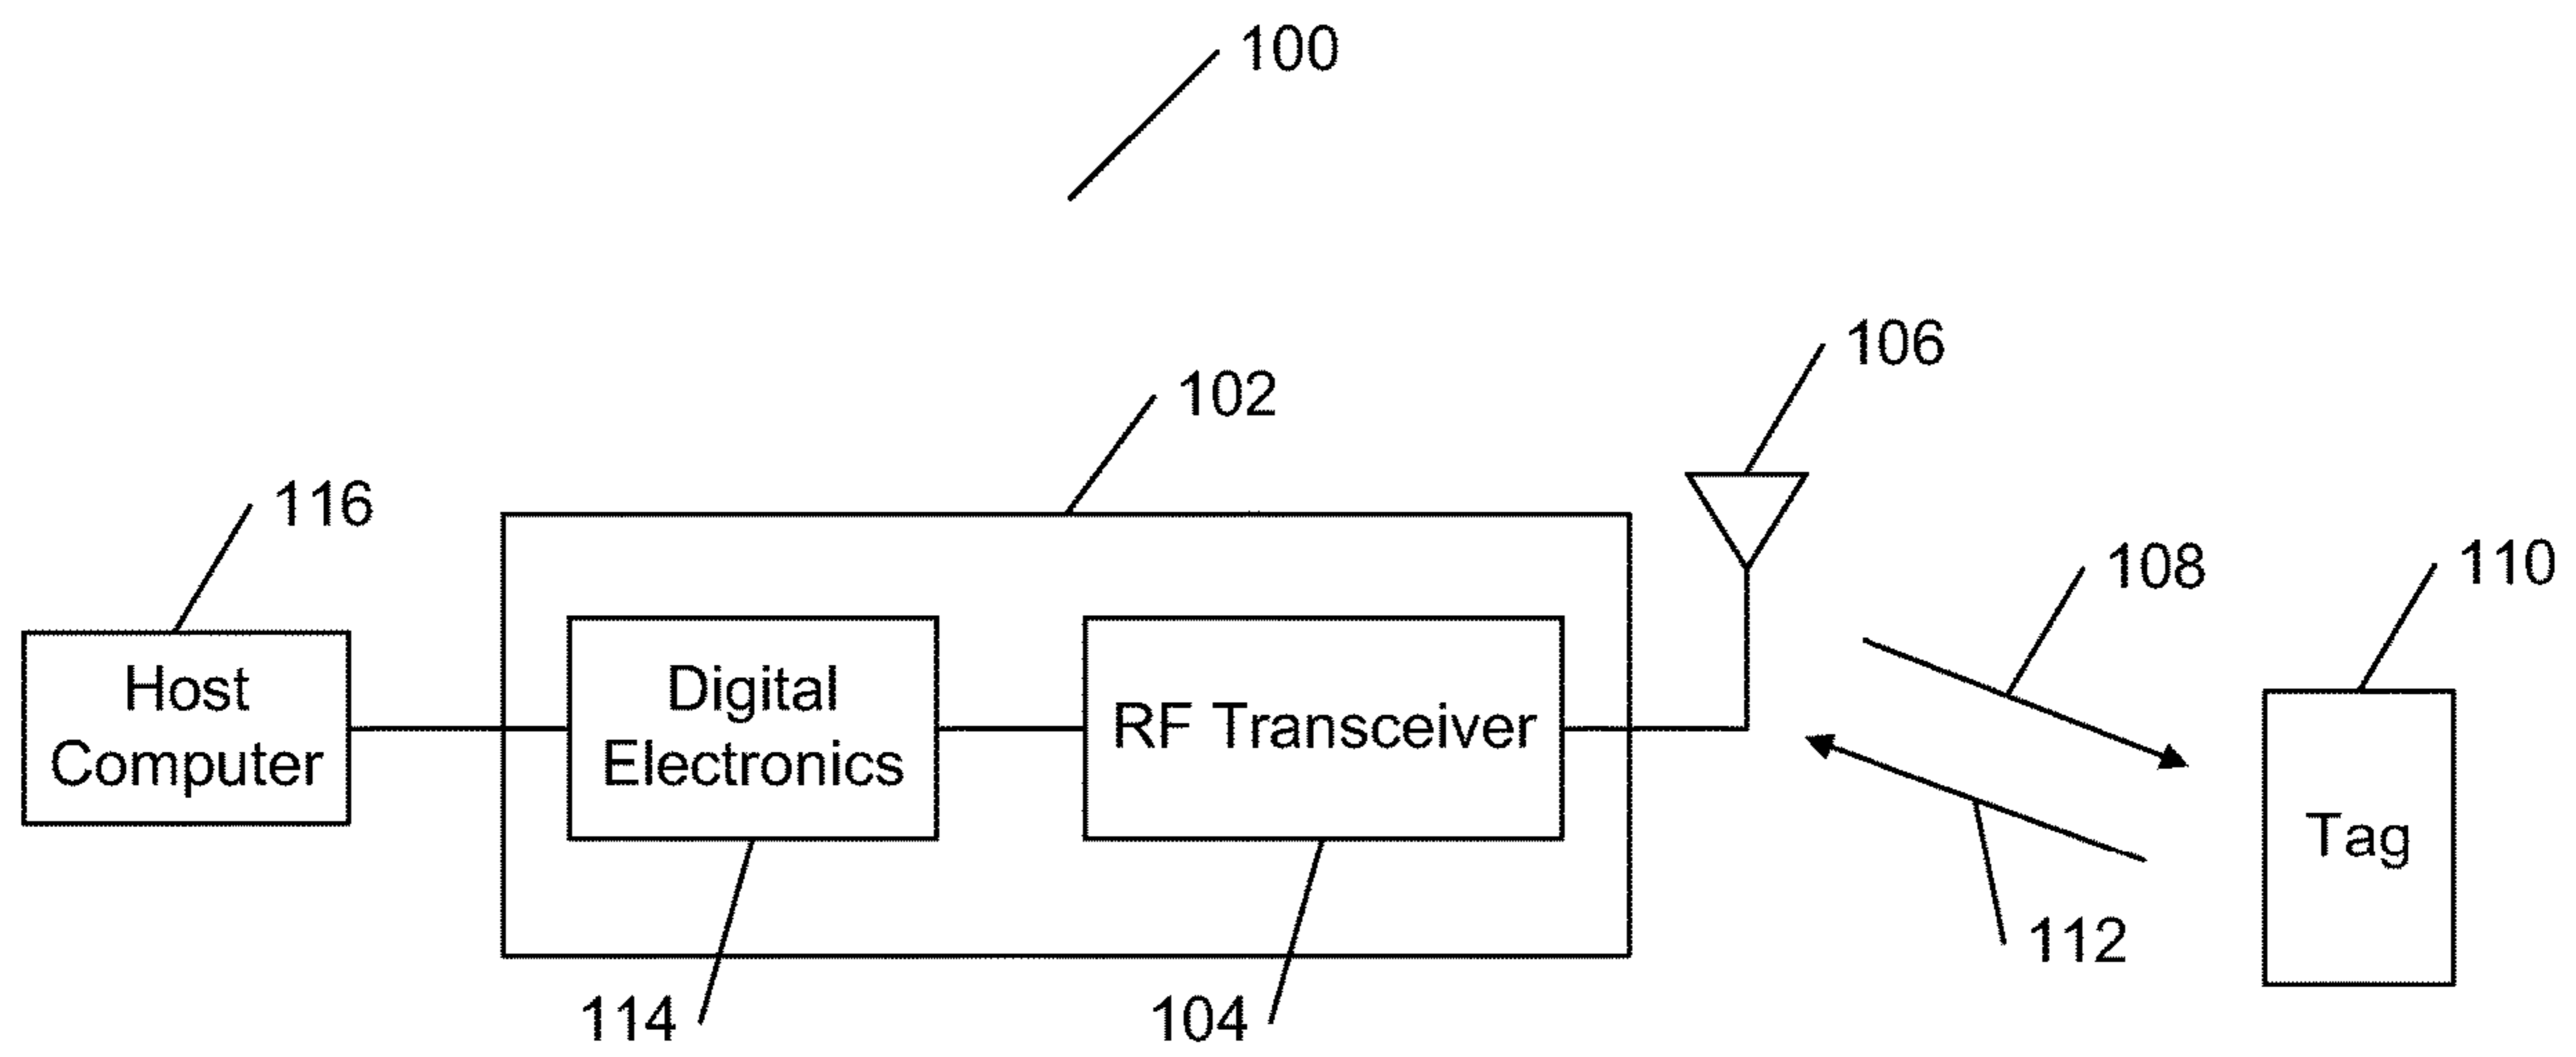 100
106
102
116
108
110
Host
Computer
Digital
Electronics
RF Transceiver
Tag
112
114
104